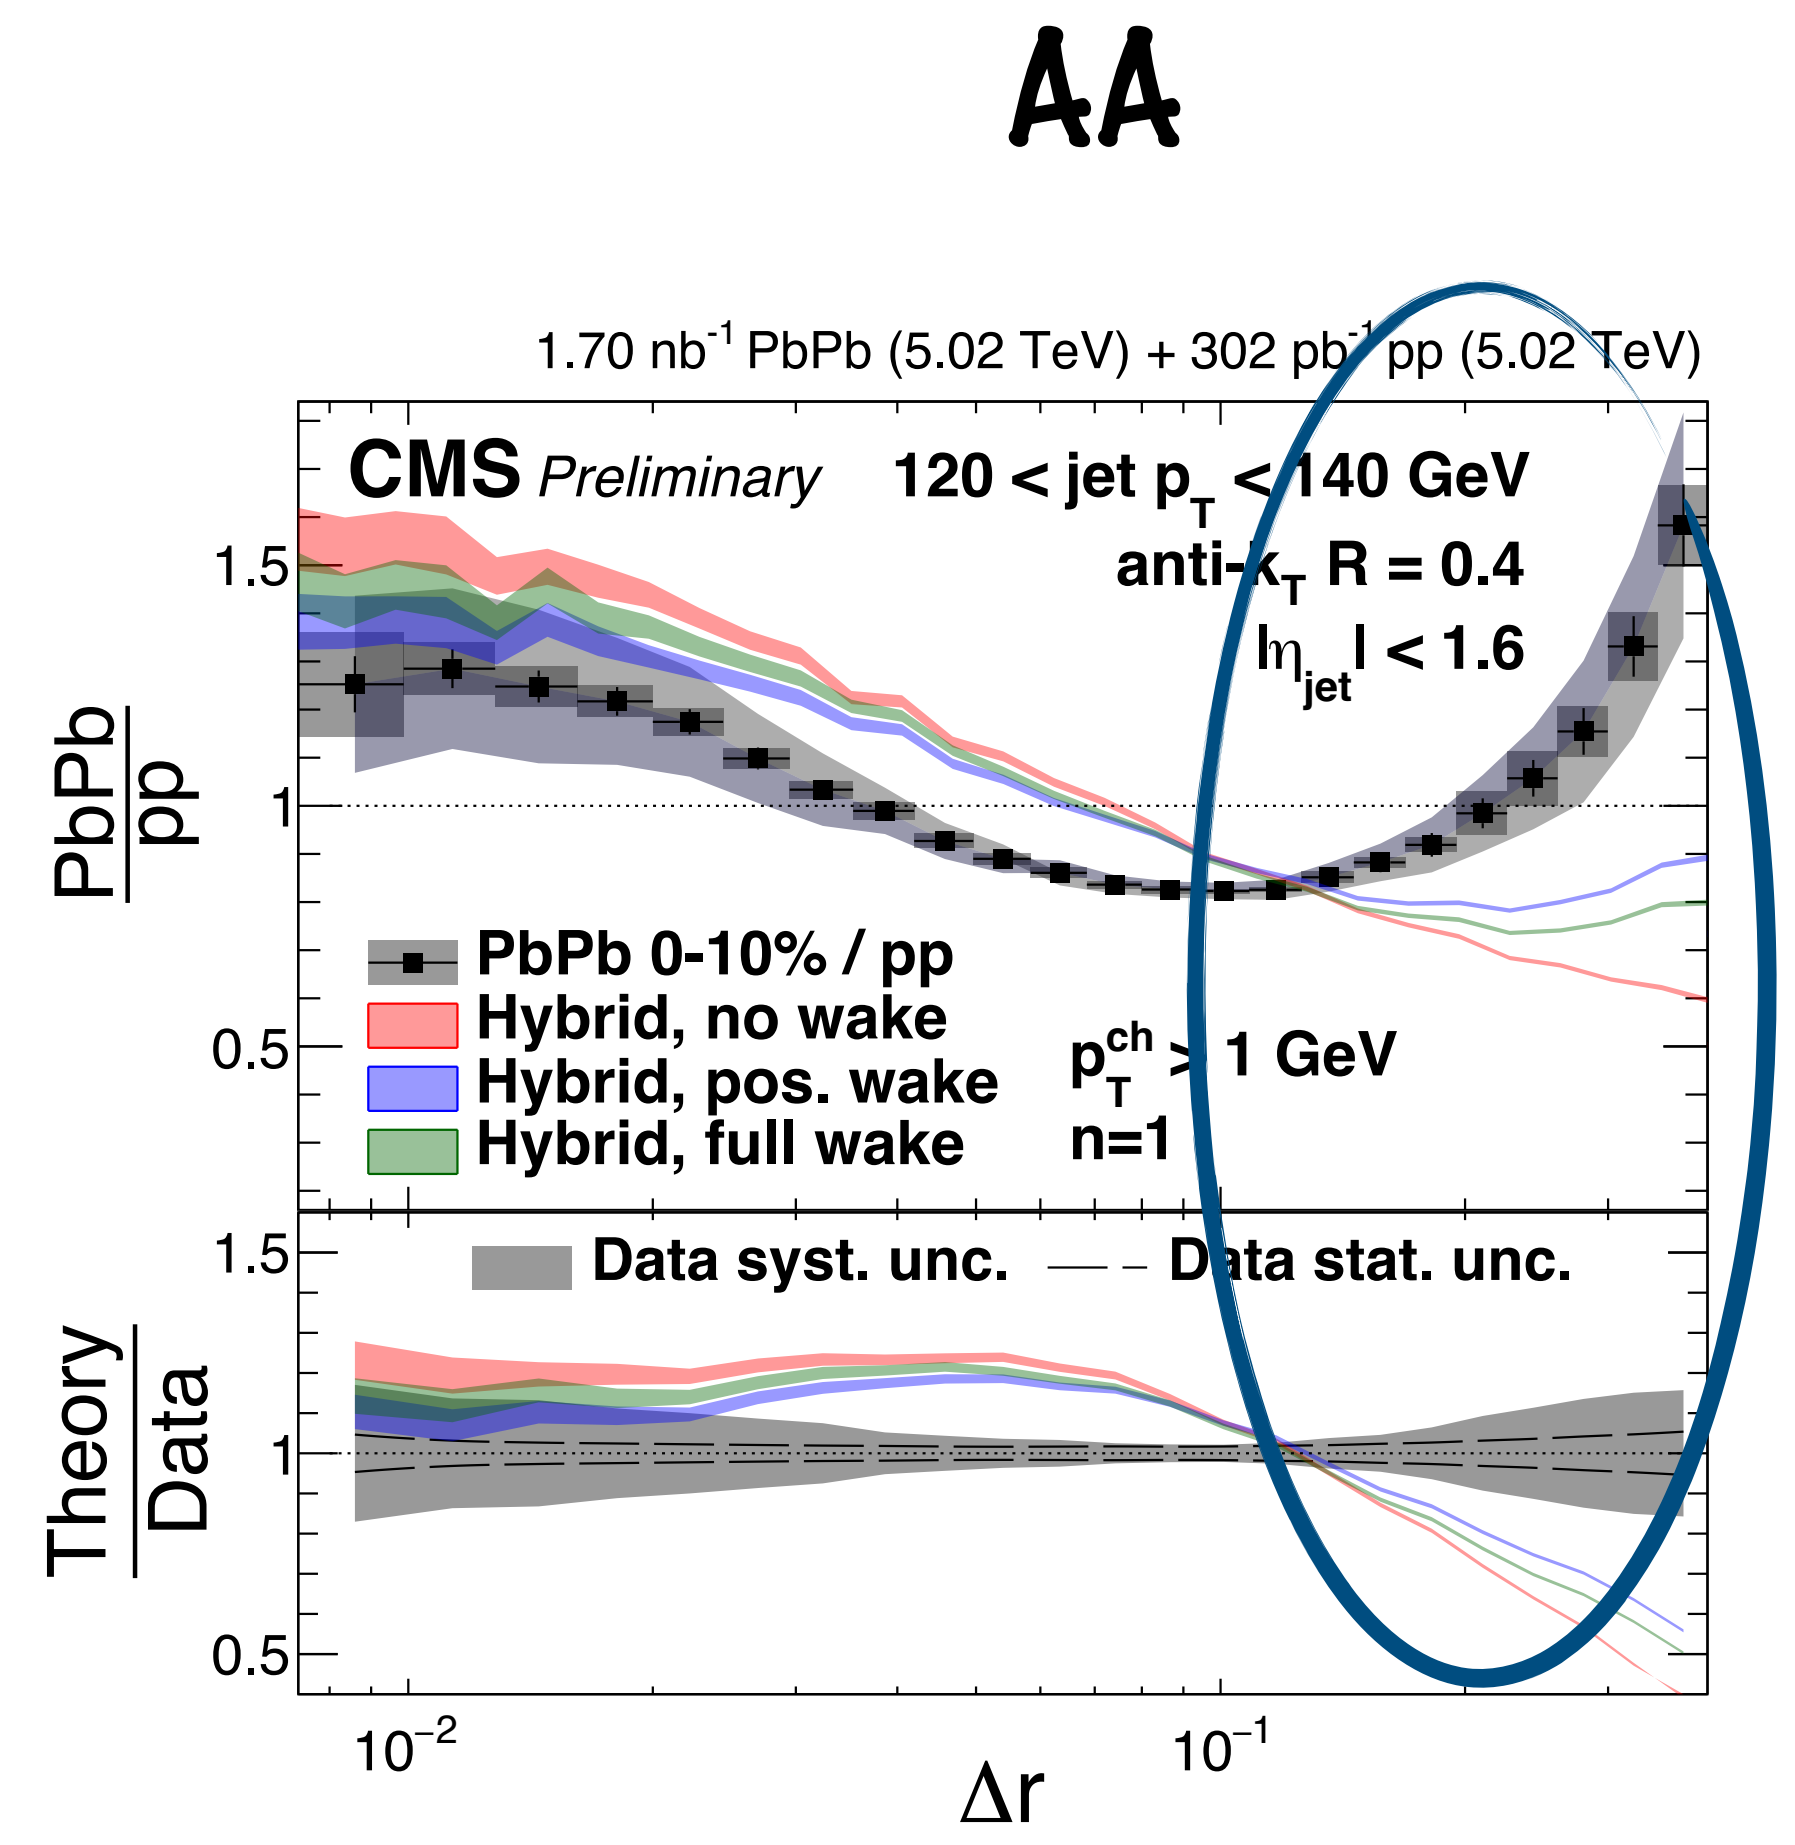 AA
1.70 nb-1 PbPb (5.02 TeV) + 302 pb-1 pp (5.02 TeV)
CMS Preliminary 120 < jet pT < 140 GeV
anti-kT R = 0.4
|ηjet| < 1.6
1.5
1
0.5
PbPb
pp
PbPb 0-10% / pp
Hybrid, no wake
Hybrid, pos. wake
Hybrid, full wake
pTch > 1 GeV
n=1
Data syst. unc. Data stat. unc.
1.5
1
0.5
Theory
Data
10−2 10−1
Δr